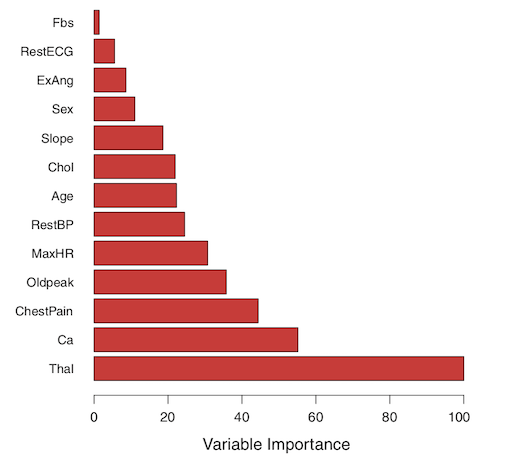 Fbs
RestECG
ExAng
Sex
Slope
Chol
Age
RestBP
MaxHR
Oldpeak
ChestPain
Ca
Thal
0 20 40 60 80 100
Variable Importance